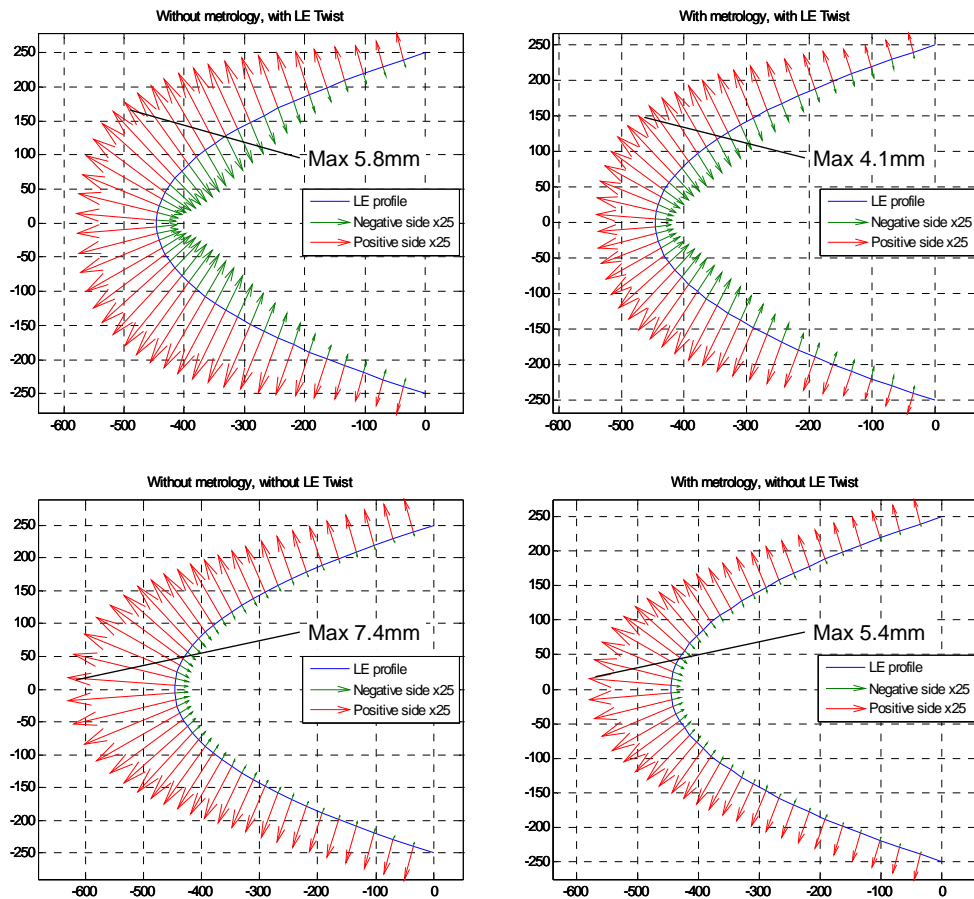 Without metrology, with LE Twist
250
200
150
100
50
0
-50
-100
-150
-200
-250
-600 -500 -400 -300 -200 -100 0
Max 5.8mm
LE profile
Negative side x25
Positive side x25
With metrology, with LE Twist
250
200
150
100
50
0
-50
-100
-150
-200
-250
-600 -500 -400 -300 -200 -100 0
Max 4.1mm
LE profile
Negative side x25
Positive side x25
Without metrology, without LE Twist
250
200
150
100
50
0
-50
-100
-150
-200
-250
-600 -500 -400 -300 -200 -100 0
Max 7.4mm
LE profile
Negative side x25
Positive side x25
With metrology, without LE Twist
250
200
150
100
50
0
-50
-100
-150
-200
-250
-600 -500 -400 -300 -200 -100 0
Max 5.4mm
LE profile
Negative side x25
Positive side x25